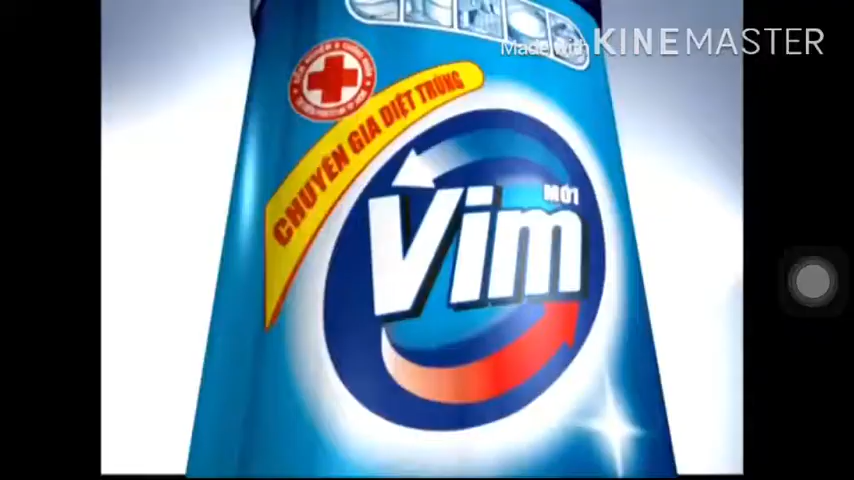 Made with KINEMASTER
CHUYÊN GIA DIỆT TRÙNG
MỚI
Vim